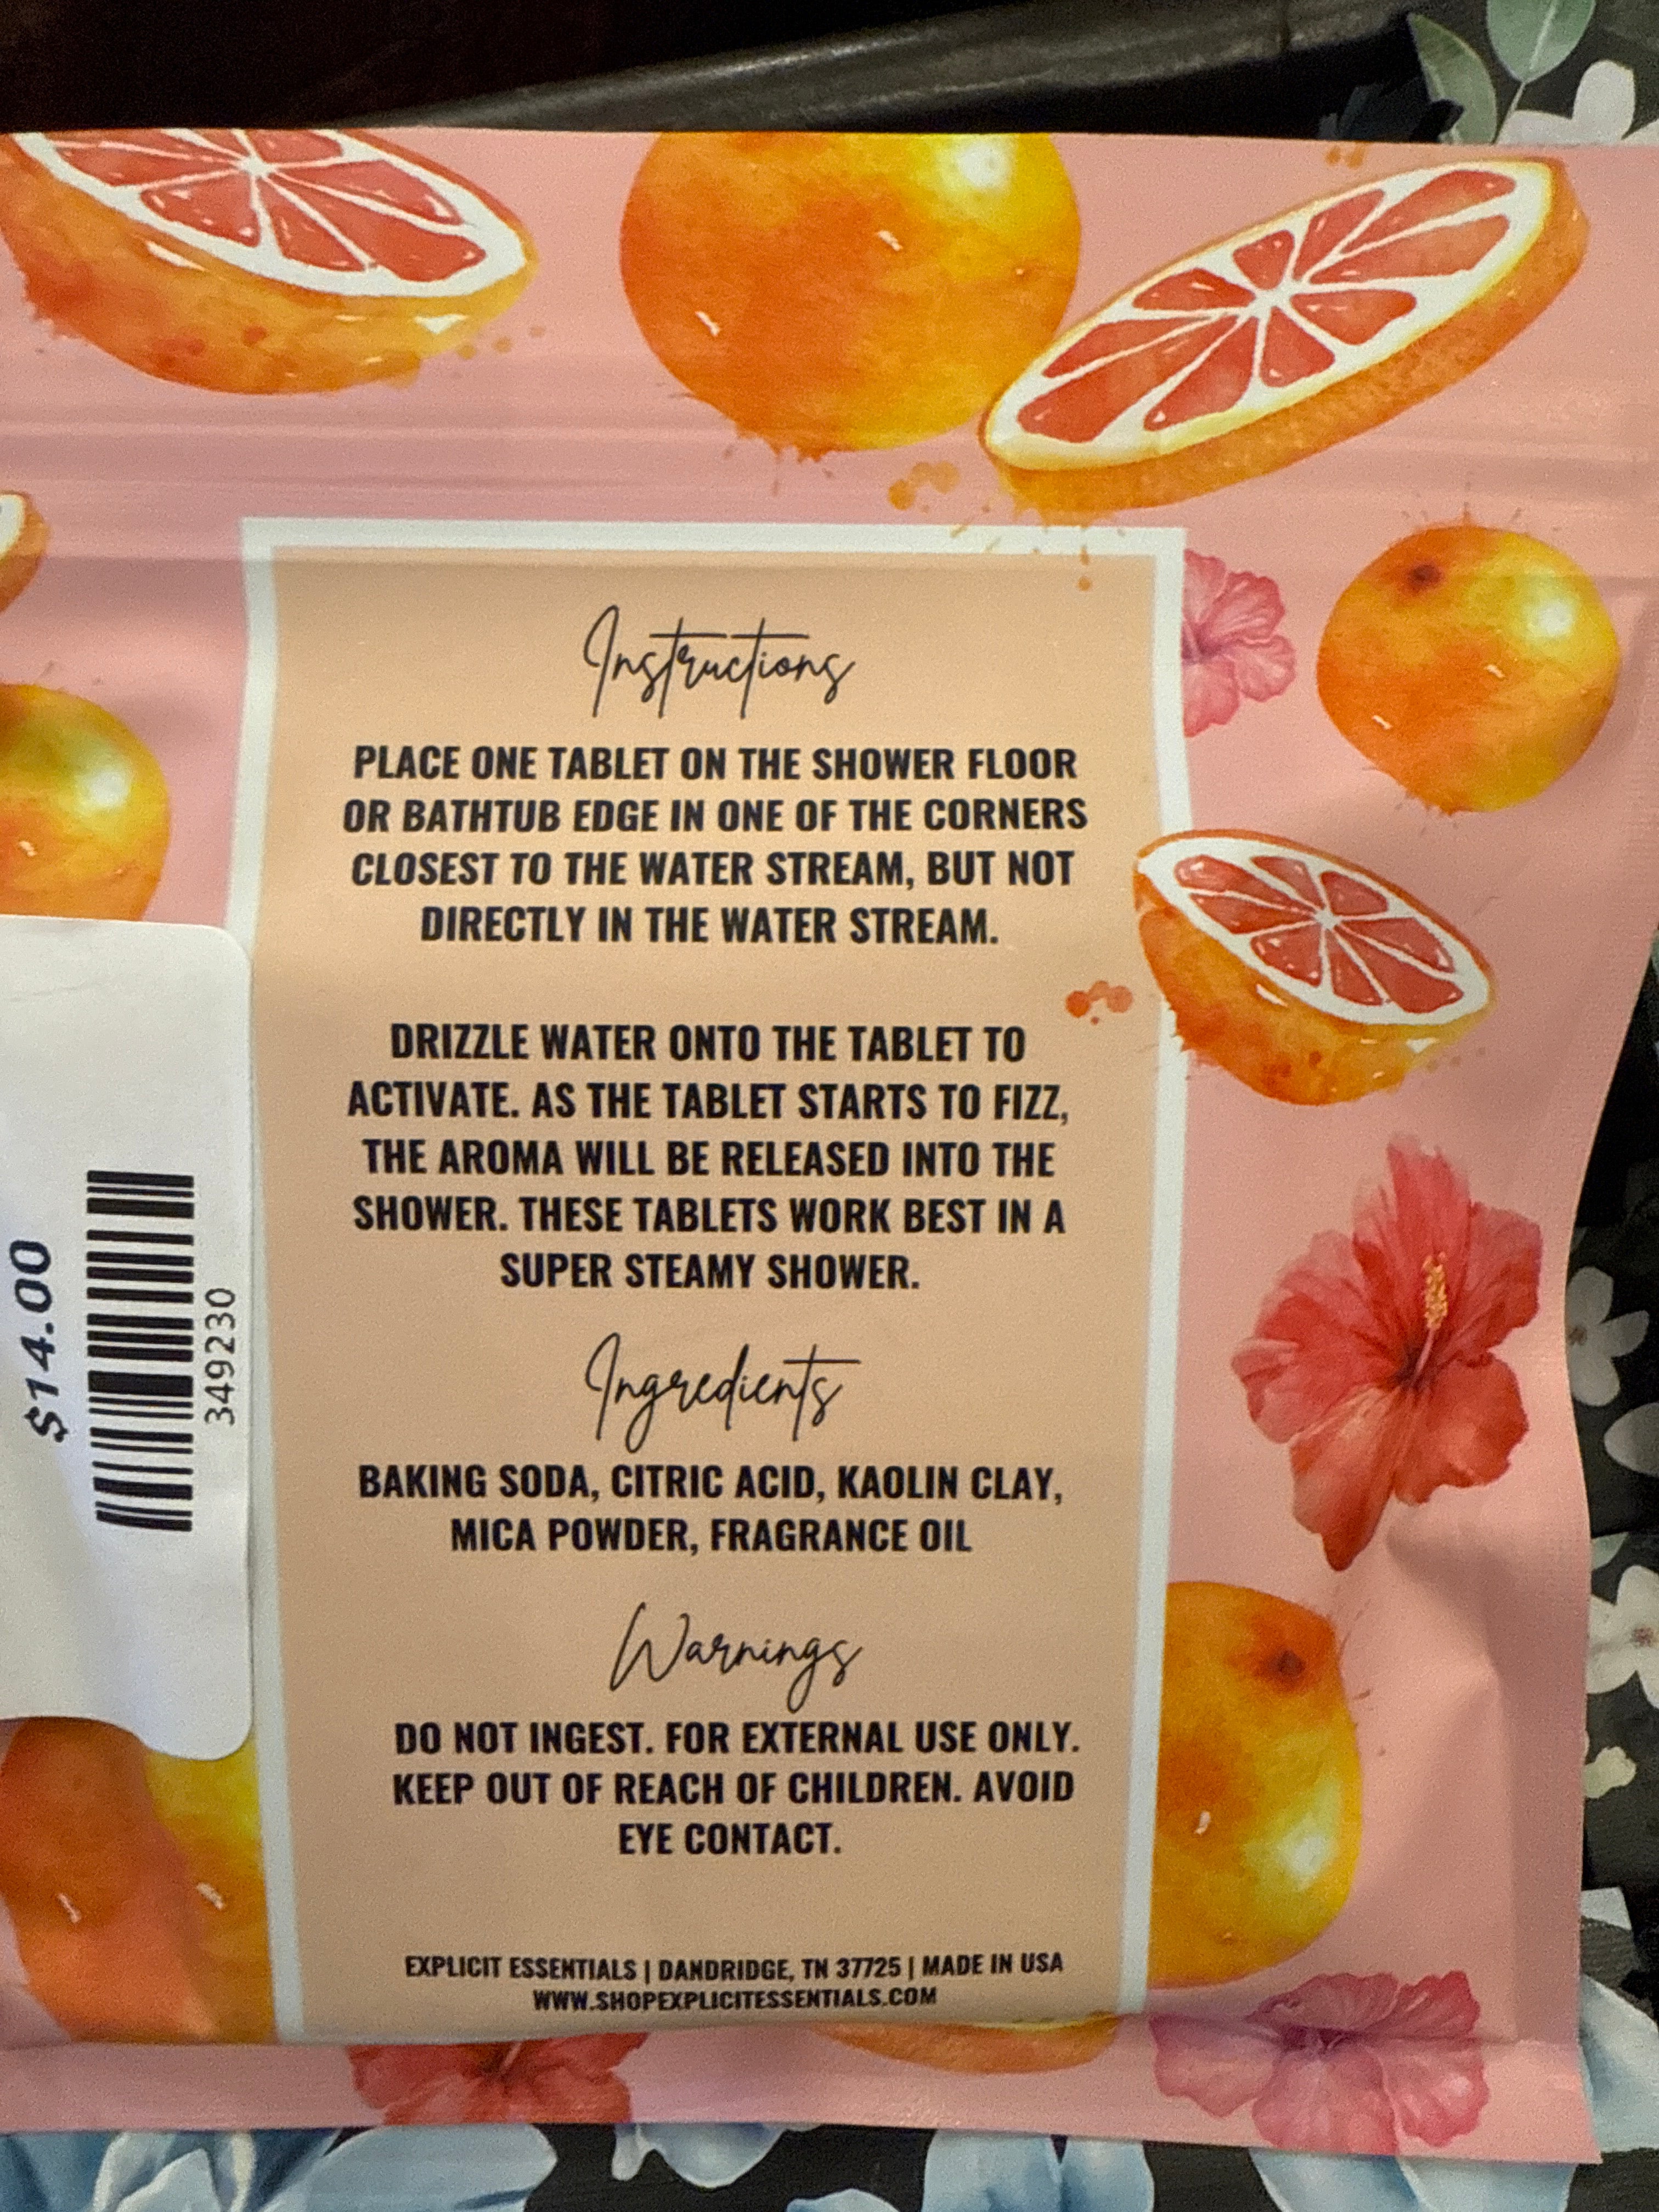 Instructions
PLACE ONE TABLET ON THE SHOWER FLOOR
OR BATHTUB EDGE IN ONE OF THE CORNERS
CLOSEST TO THE WATER STREAM, BUT NOT
DIRECTLY IN THE WATER STREAM.
DRIZZLE WATER ONTO THE TABLET TO
ACTIVATE. AS THE TABLET STARTS TO FIZZ,
THE AROMA WILL BE RELEASED INTO THE
SHOWER. THESE TABLETS WORK BEST IN A
SUPER STEAMY SHOWER.
Ingredients
BAKING SODA, CITRIC ACID, KAOLIN CLAY,
MICA POWDER, FRAGRANCE OIL
Warnings
DO NOT INGEST. FOR EXTERNAL USE ONLY.
KEEP OUT OF REACH OF CHILDREN. AVOID
EYE CONTACT.
EXPLICIT ESSENTIALS | DANDRIDGE, TN 37725 | MADE IN USA
WWW.SHOPEXPLICITESSENTIALS.COM
$14.00
349230